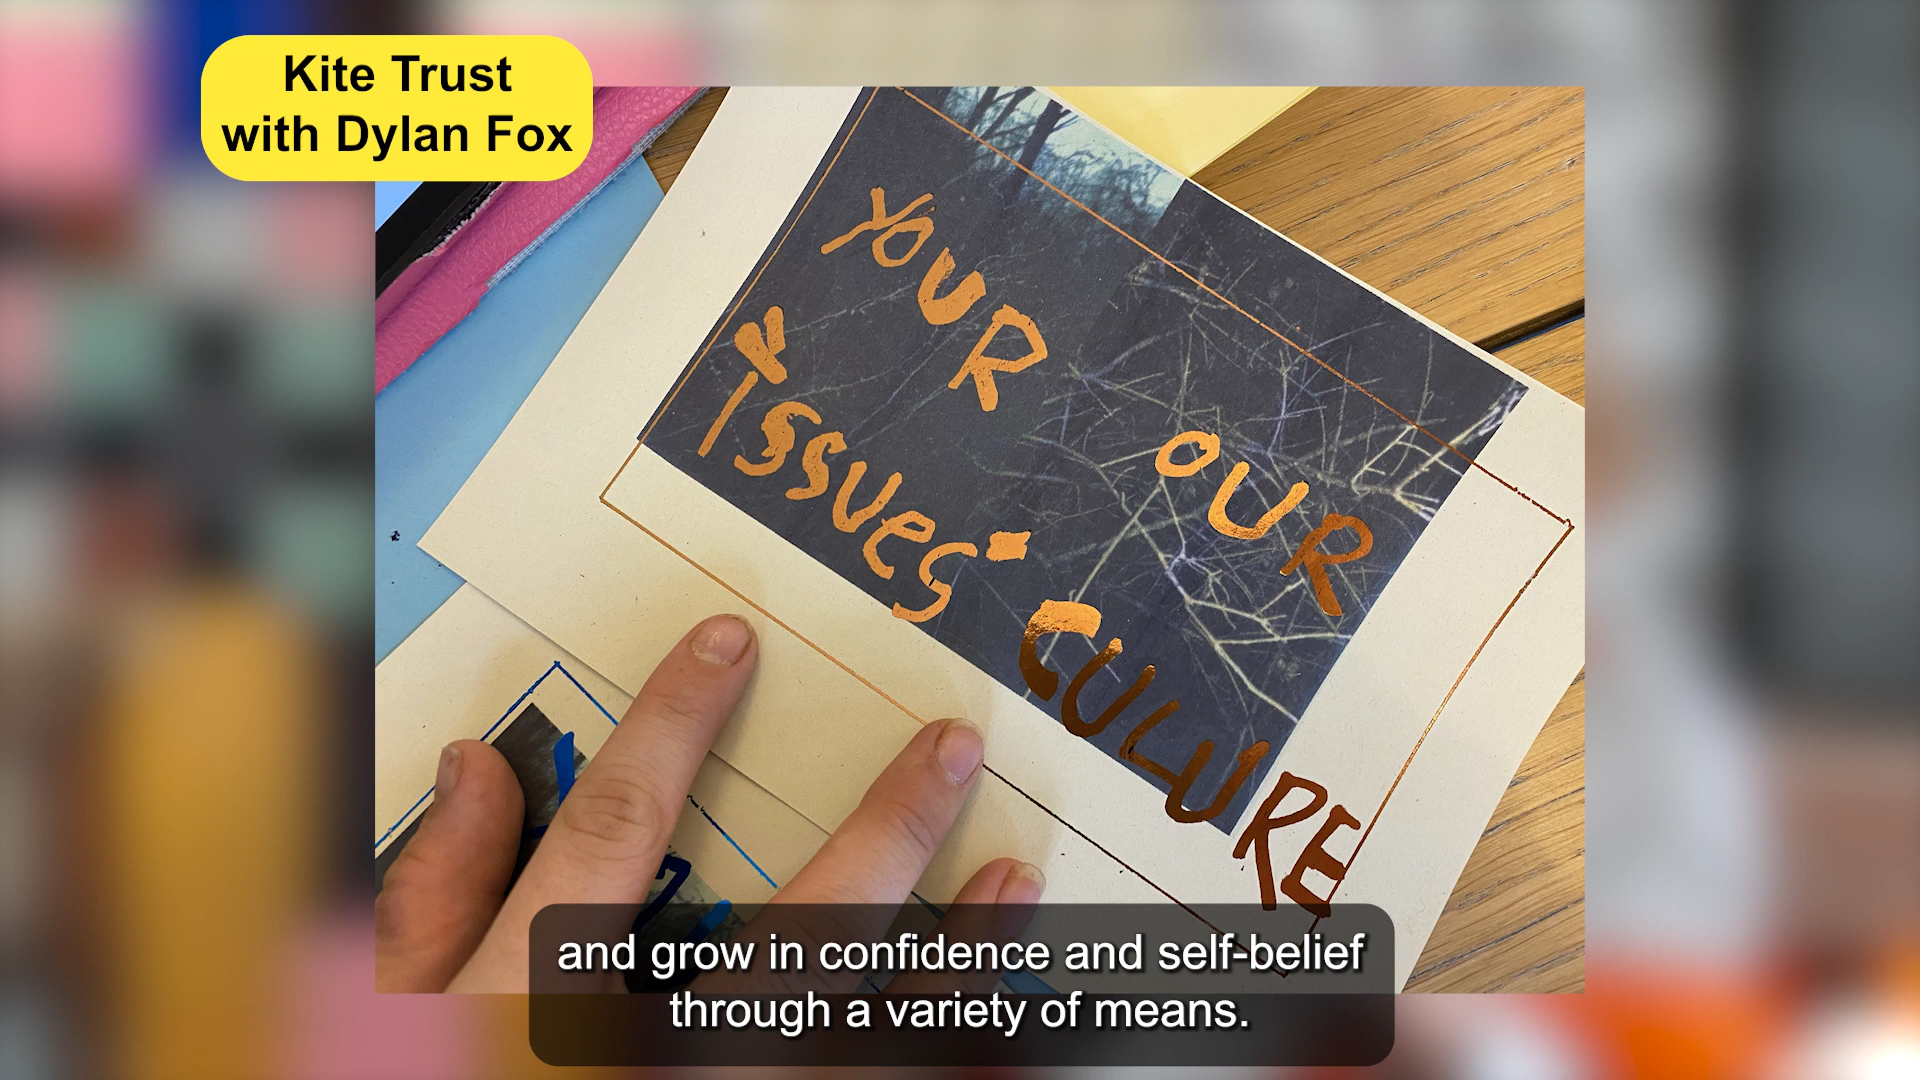 Kite Trust
with Dylan Fox
YOUR
"issues"
OUR
CULURE
and grow in confidence and self-belief
through a variety of means.